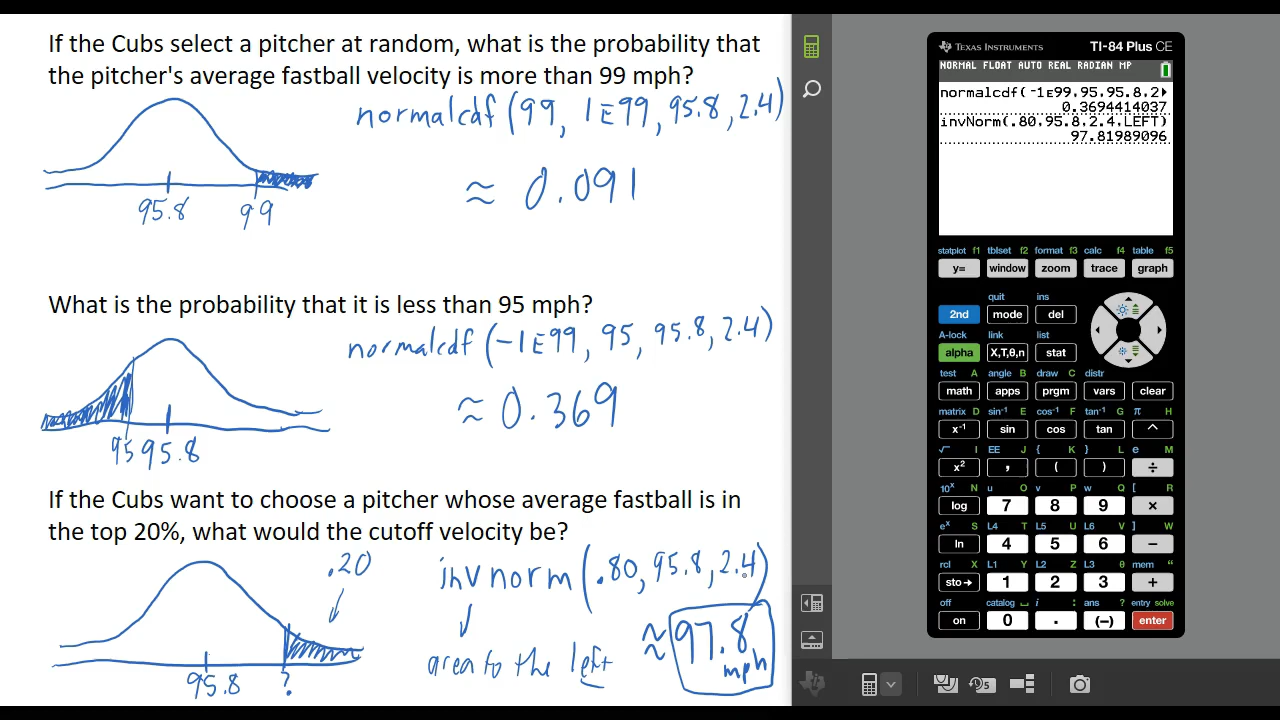 If the Cubs select a pitcher at random, what is the probability that
the pitcher's average fastball velocity is more than 99 mph?
normalcdf (99, 1E99, 95.8, 2.4)
≈ 0.091
95.8 99
What is the probability that it is less than 95 mph?
normalcdf (-1E99, 95, 95.8, 2.4)
≈ 0.369
95 95.8
If the Cubs want to choose a pitcher whose average fastball is in
the top 20%, what would the cutoff velocity be?
.20
invnorm (.80, 95.8, 2.4)
area to the left
≈ 97.8 mph
95.8 ?
TEXAS INSTRUMENTS TI-84 Plus CE
NORMAL FLOAT AUTO REAL RADIAN MP
normalcdf(-1E99,95,95.8,2
0.3694414037
invNorm(.80,95.8,2.4,LEFT)
97.81989096
statplot f1 tblset f2 format f3 calc f4 table f5
y= window zoom trace graph
quit ins
2nd mode del
A-lock link list
alpha X,T,θ,n stat
test A angle B draw C distr
math apps prgm vars clear
matrix D sin-1 E cos-1 F tan-1 G π H
x-1 sin cos tan ^
√ I EE J { K } L e M
x² , ( ) ÷
10ˣ N u O v P w Q [ R
log 7 8 9 ×
eˣ S L4 T L5 U L6 V ] W
ln 4 5 6 −
rcl X L1 Y L2 Z L3 θ mem "
sto→ 1 2 3 +
off catalog ␣ i : ans ? entry solve
on 0 . (−) enter
5